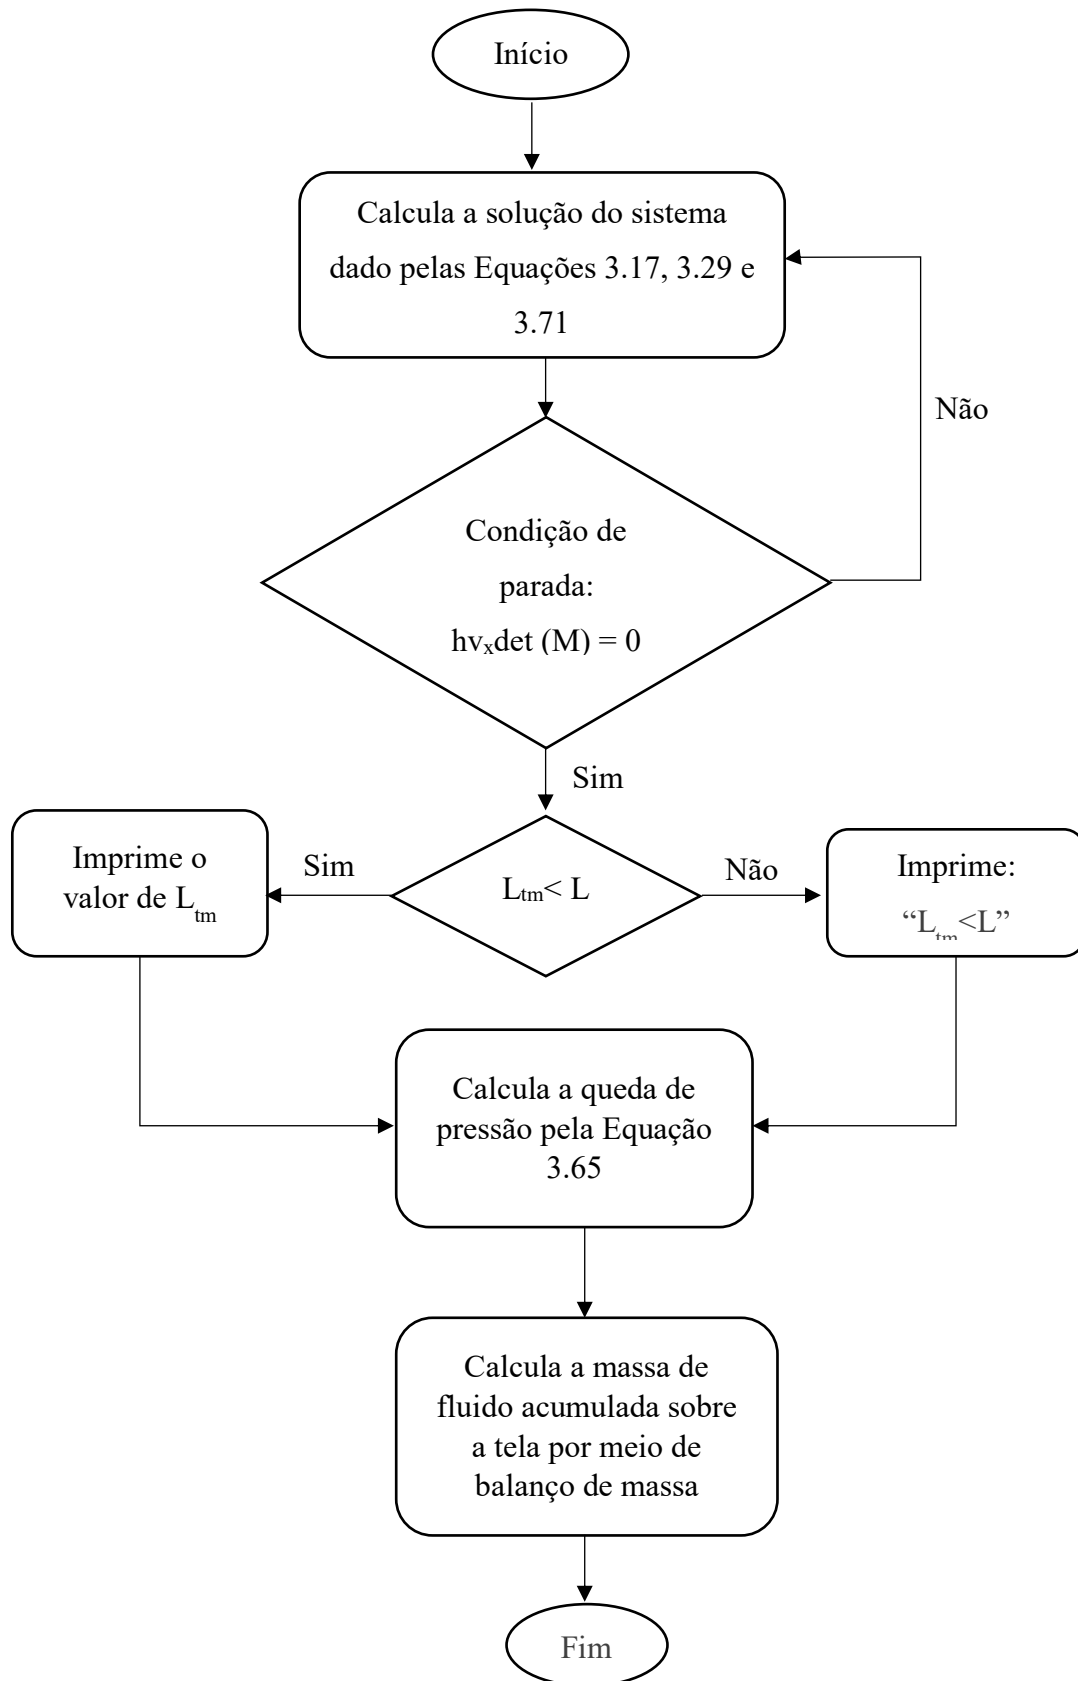 Início
Calcula a solução do sistema
dado pelas Equações 3.17, 3.29 e
3.71
Não
Condição de
parada:
hvₓdet (M) = 0
Sim
Imprime o
valor de Lₜₘ
Sim
Lₜₘ< L
Não
Imprime:
“Lₜₘ<L”
Calcula a queda de
pressão pela Equação
3.65
Calcula a massa de
fluido acumulada sobre
a tela por meio de
balanço de massa
Fim